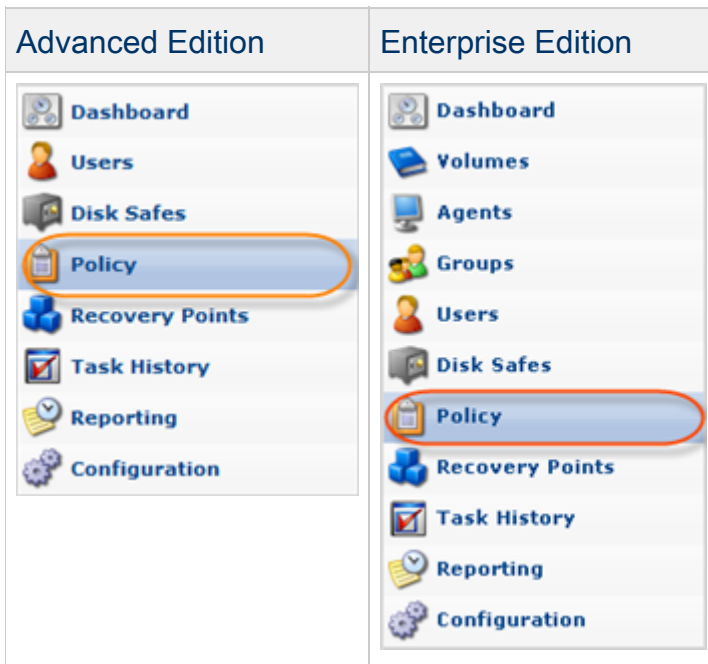 Advanced Edition
Enterprise Edition
Dashboard
Users
Disk Safes
Policy
Recovery Points
Task History
Reporting
Configuration
Dashboard
Volumes
Agents
Groups
Users
Disk Safes
Policy
Recovery Points
Task History
Reporting
Configuration